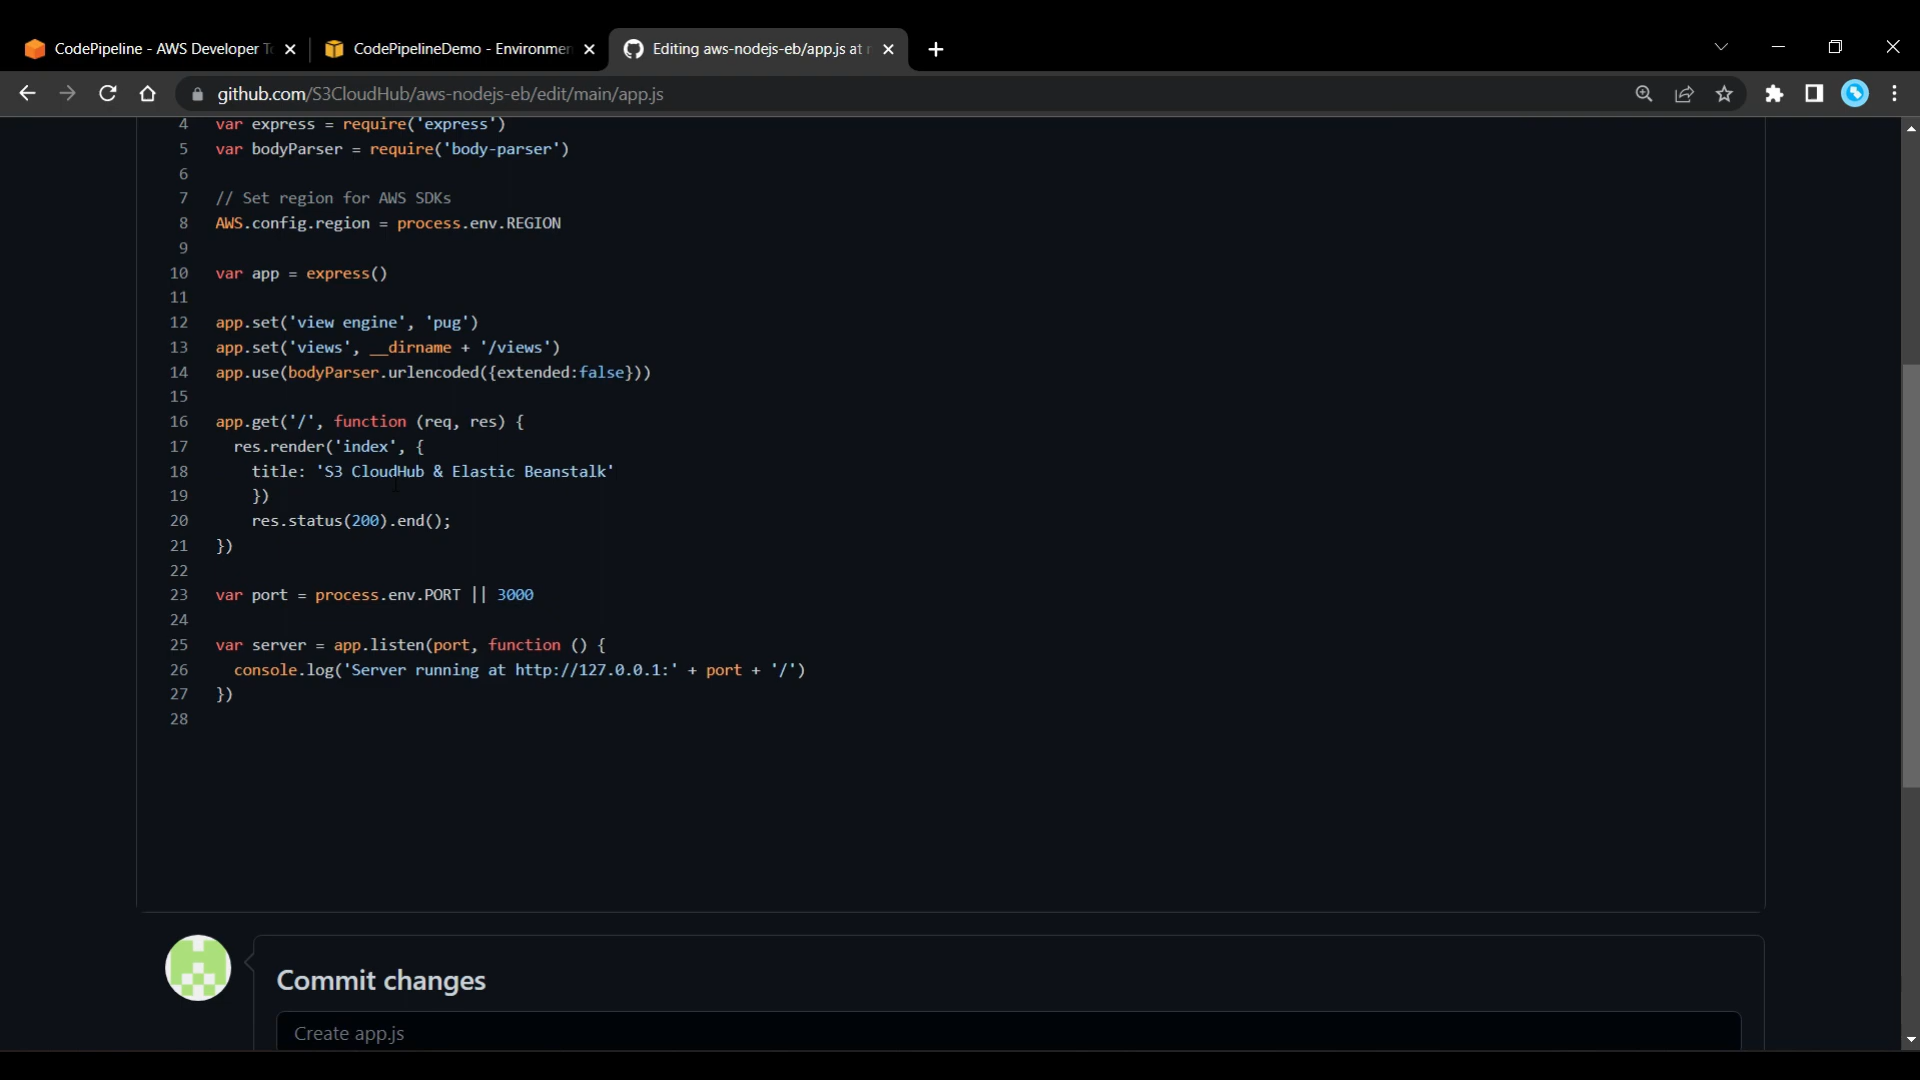 CodePipeline - AWS Developer T
CodePipelineDemo - Environmen
Editing aws-nodejs-eb/app.js at
github.com/S3CloudHub/aws-nodejs-eb/edit/main/app.js
4 var express = require('express')
5 var bodyParser = require('body-parser')
6
7 // Set region for AWS SDKs
8 AWS.config.region = process.env.REGION
9
10 var app = express()
11
12 app.set('view engine', 'pug')
13 app.set('views', __dirname + '/views')
14 app.use(bodyParser.urlencoded({extended:false}))
15
16 app.get('/', function (req, res) {
17 res.render('index', {
18 title: 'S3 CloudHub & Elastic Beanstalk'
19 })
20 res.status(200).end();
21 })
22
23 var port = process.env.PORT || 3000
24
25 var server = app.listen(port, function () {
26 console.log('Server running at http://127.0.0.1:' + port + '/')
27 })
28
Commit changes
Create app.js